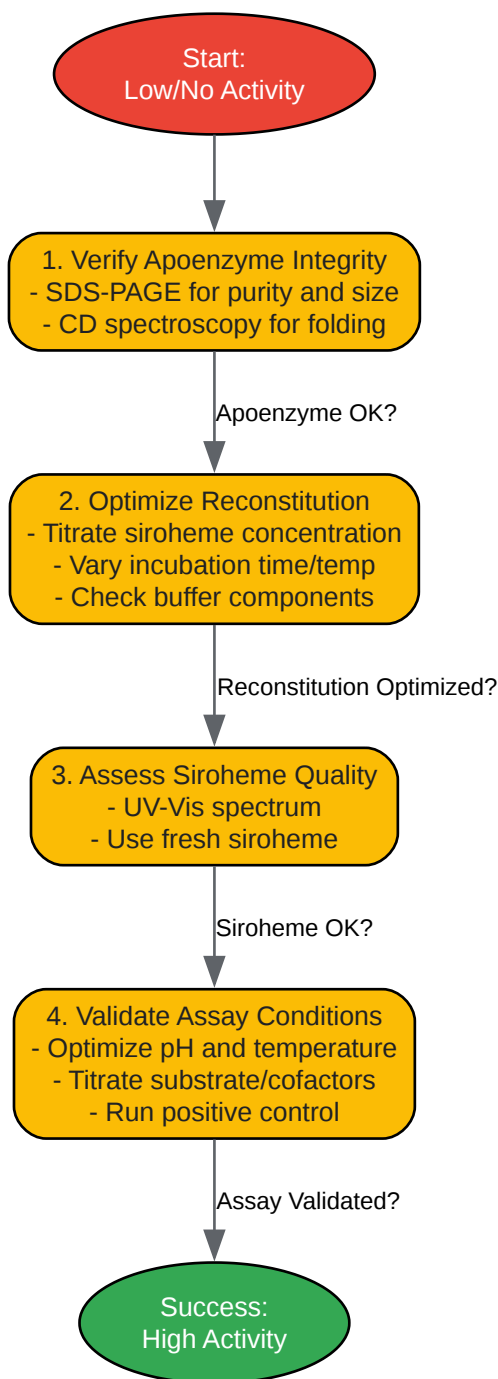 Start:
Low/No Activity
1. Verify Apoenzyme Integrity
- SDS-PAGE for purity and size
- CD spectroscopy for folding
Apoenzyme OK?
2. Optimize Reconstitution
- Titrate siroheme concentration
- Vary incubation time/temp
- Check buffer components
Reconstitution Optimized?
3. Assess Siroheme Quality
- UV-Vis spectrum
- Use fresh siroheme
Siroheme OK?
4. Validate Assay Conditions
- Optimize pH and temperature
- Titrate substrate/cofactors
- Run positive control
Assay Validated?
Success:
High Activity